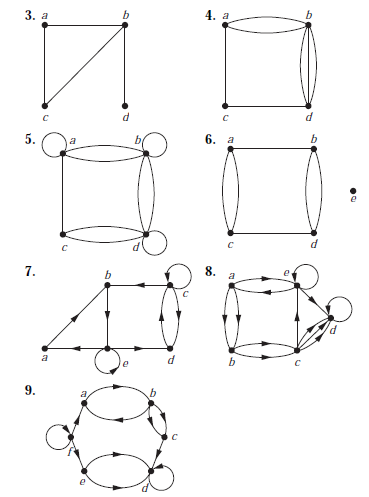 3. a b
c d
4. a b
c d
5. a b
c d
6. a b
c d e
7. b c
a e d
8. a e
d
b c
9. a b
f c
e d